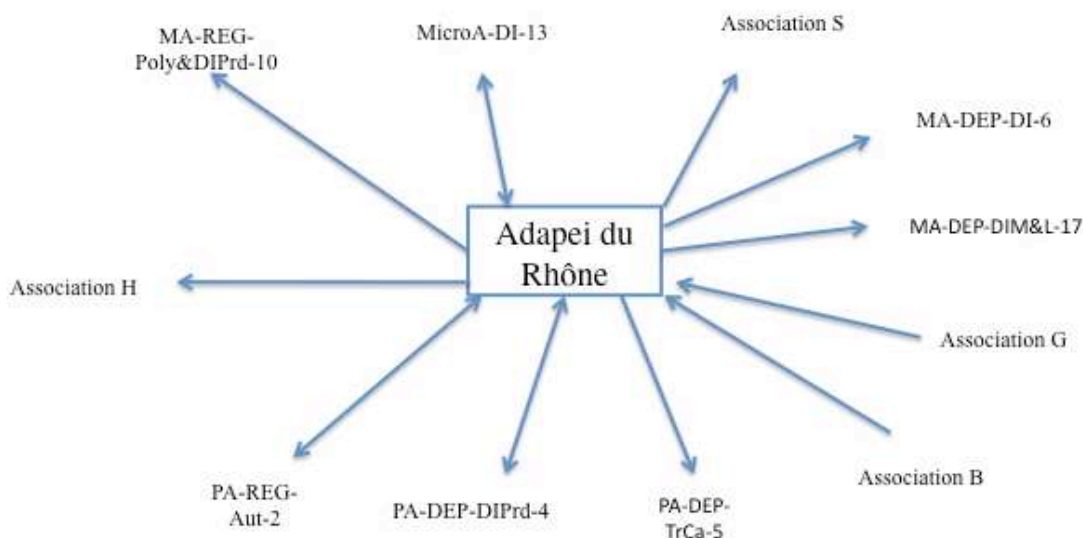 MA-REG-
Poly&DIPrd-10
MicroA-DI-13
Association S
MA-DEP-DI-6
Adapei du
Rhône
MA-DEP-DIM&L-17
Association H
Association G
Association B
PA-REG-
Aut-2
PA-DEP-DIPrd-4
PA-DEP-
TrCa-5